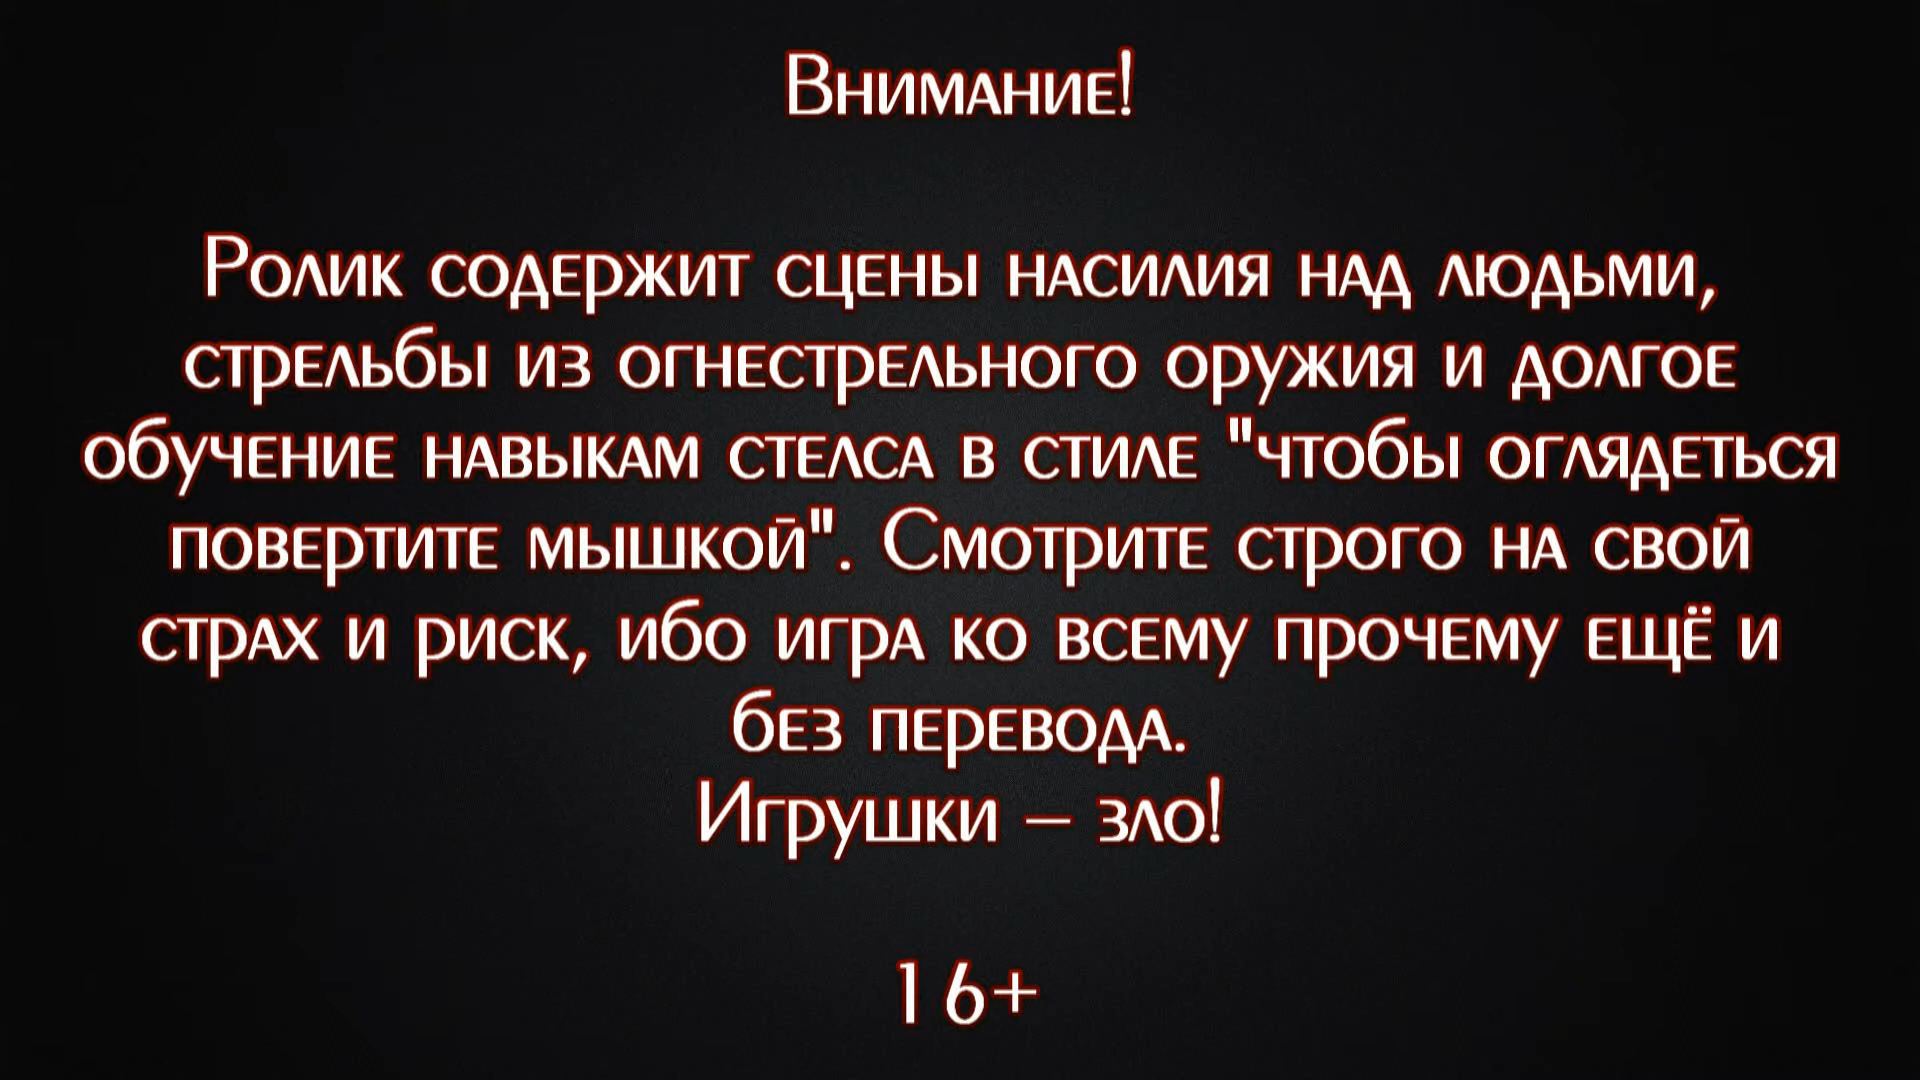 Внимание!
Ролик содержит сцены насилия над людьми,
стрельбы из огнестрельного оружия и долгое
обучение навыкам стелса в стиле "чтобы оглядеться
повертите мышкой". Смотрите строго на свой
страх и риск, ибо игра ко всему прочему ещё и
без перевода.
Игрушки – зло!
16+